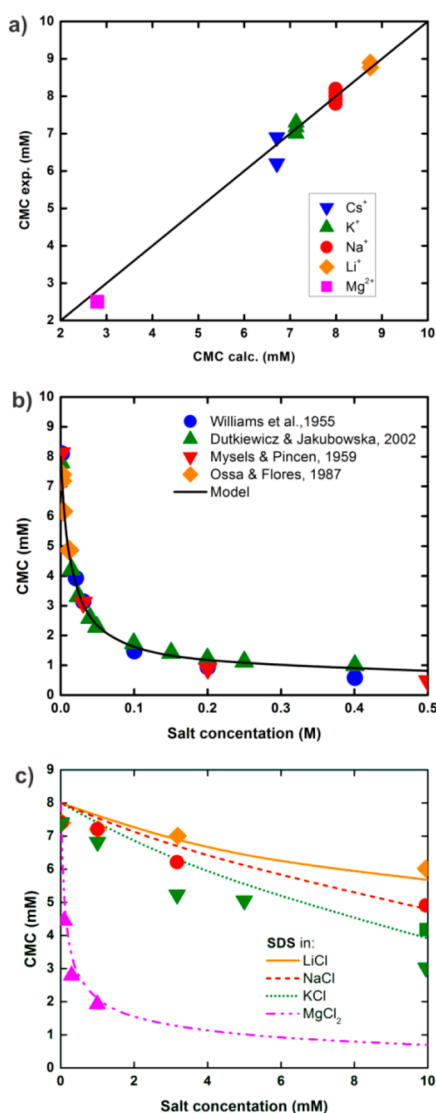 a)
10
9
8
7
6
5
4
3
2
CMC exp. (mM)
Cs⁺
K⁺
Na⁺
Li⁺
Mg²⁺
2 3 4 5 6 7 8 9 10
CMC calc. (mM)
b)
10
9
8
7
6
5
4
3
2
1
0
CMC (mM)
Williams et al.,1955
Dutkiewicz & Jakubowska, 2002
Mysels & Pincen, 1959
Ossa & Flores, 1987
Model
0.0 0.1 0.2 0.3 0.4 0.5
Salt concentation (M)
c)
9
8
7
6
5
4
3
2
1
0
CMC (mM)
SDS in:
LiCl
NaCl
KCl
MgCl₂
0 2 4 6 8 10
Salt concentration (mM)